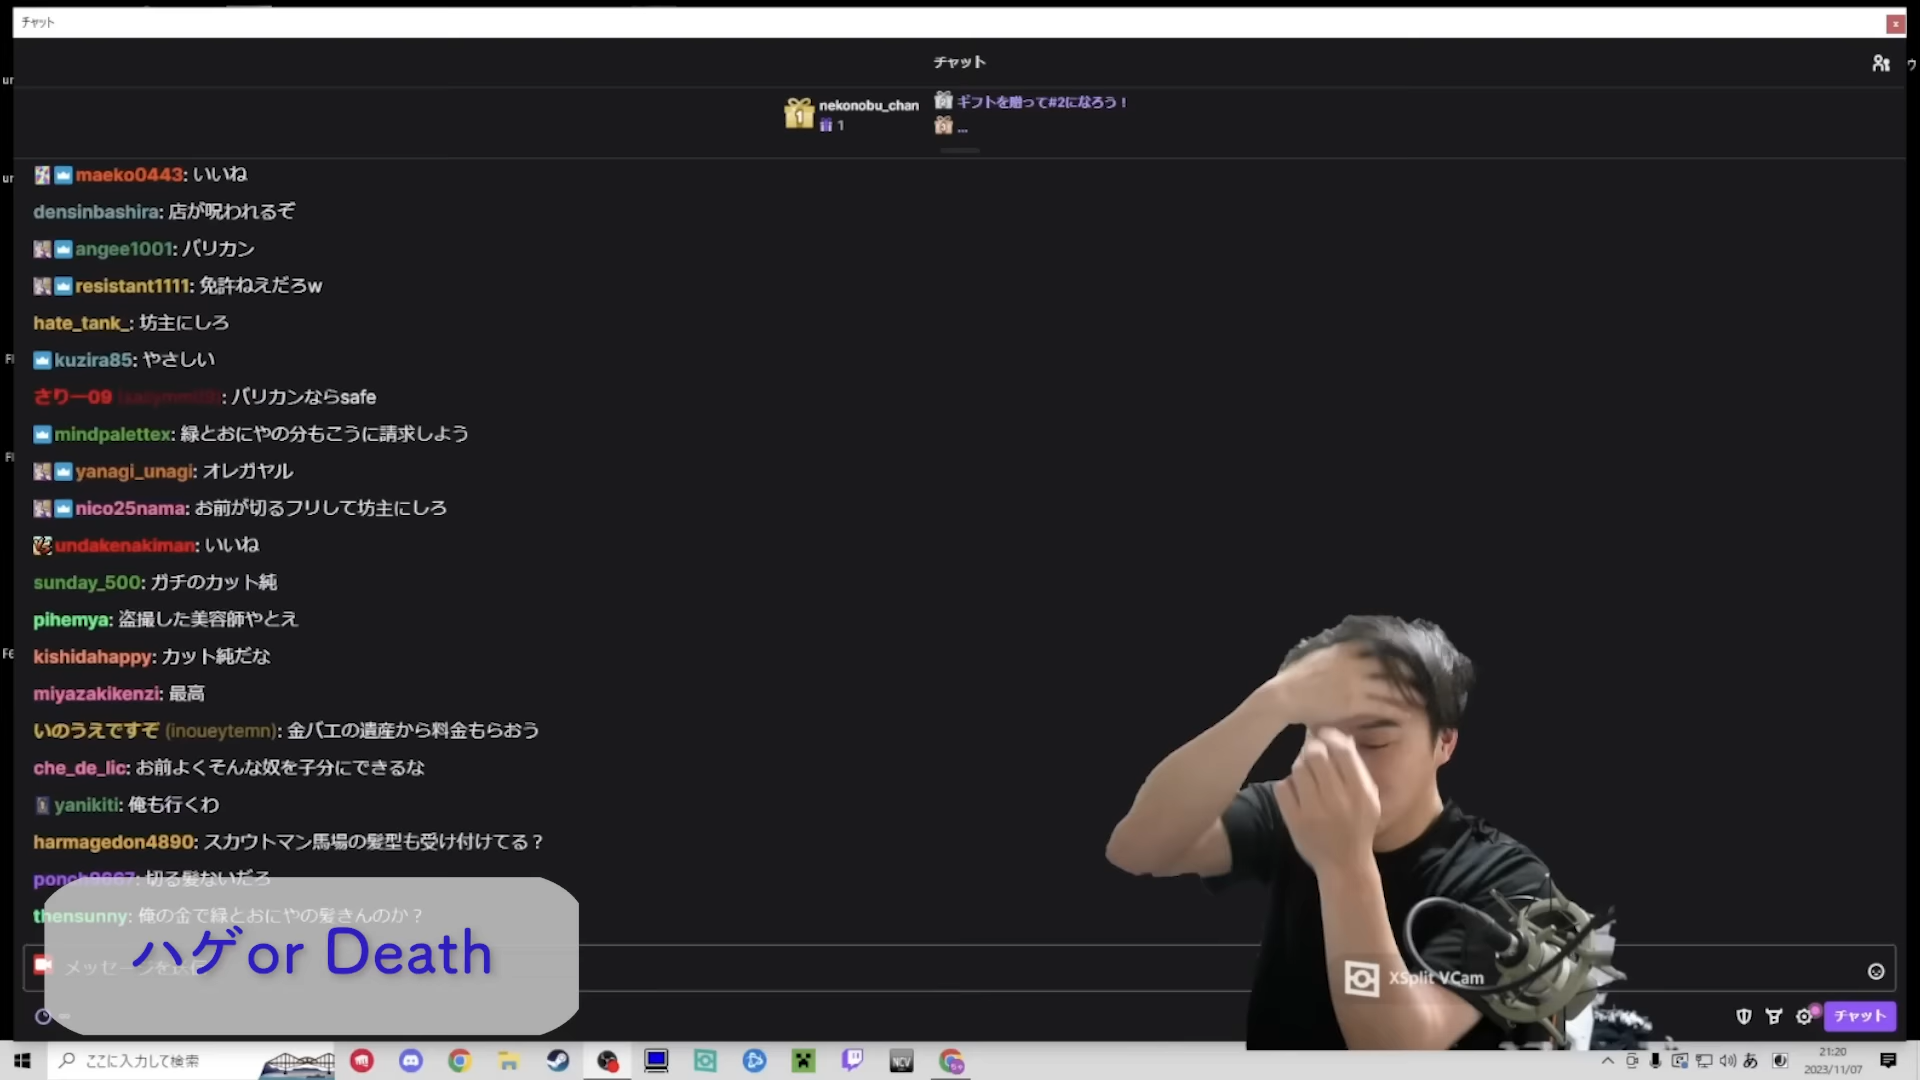 チャット
チャット
nekonobu_chan
1
ギフトを贈って#2になろう！
...
maeko0443: いいね
densinbashira: 店が呪われるぞ
angee1001: バリカン
resistant1111: 免許ねえだろw
hate_tank_: 坊主にしろ
kuzira85: やさしい
さりー09: バリカンならsafe
mindpalettex: 緑とおにやの分もこうに請求しよう
yanagi_unagi: オレガヤル
nico25nama: お前が切るフリして坊主にしろ
undakenakiman: いいね
sunday_500: ガチのカット純
pihemya: 盗撮した美容師やとえ
kishidahappy: カット純だな
miyazakikenzi: 最高
いのうえですぞ (inoueytemn): 金バエの遺産から料金もらおう
che_de_lic: お前よくそんな奴を子分にできるな
yanikiti: 俺も行くわ
harmagedon4890: スカウトマン馬場の髪型も受け付けてる？
切る髪ないだろ
thensunny: 俺の金で緑とおにやの髪きんのか？
ハゲor Death
XSplit VCam
チャット
ここに入力して検索
NCV
あ
21:20
2023/11/07